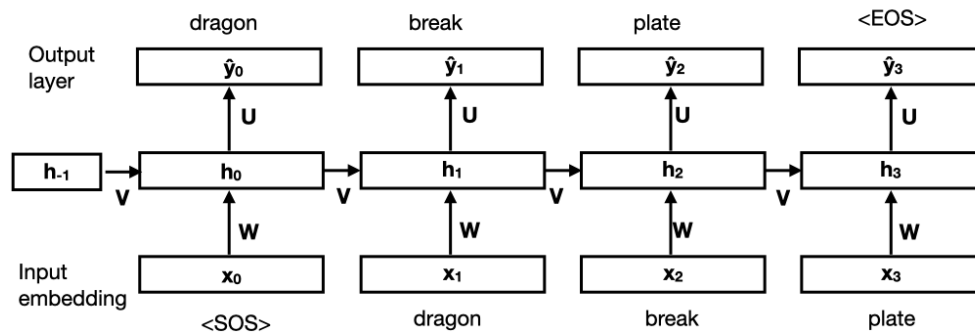 dragon break plate <EOS>
Output
layer
ŷ₀ ŷ₁ ŷ₂ ŷ₃
U U U U
h₋₁ h₀ h₁ h₂ h₃
V V V V
W W W W
Input
embedding
x₀ x₁ x₂ x₃
<SOS> dragon break plate